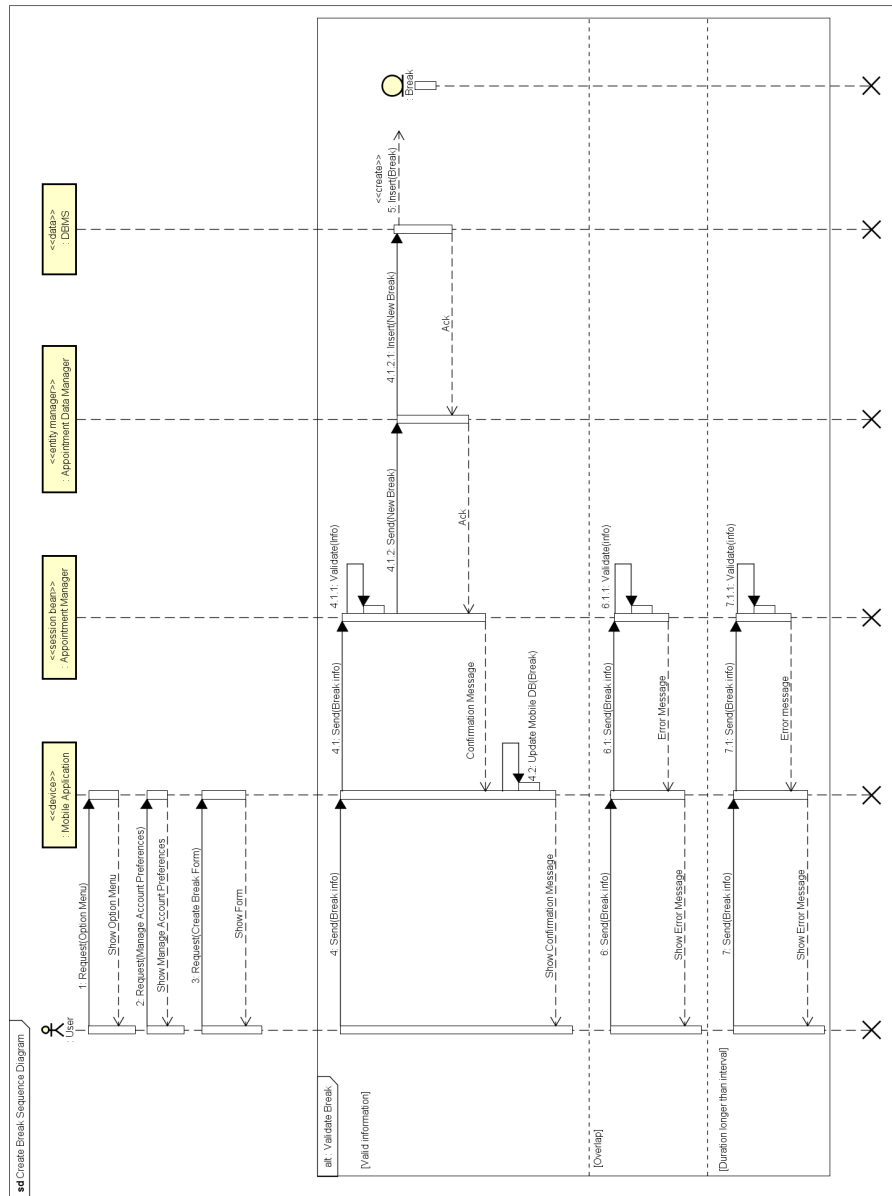 sd Create Break Sequence Diagram
: User
<<device>>
: Mobile Application
<<session bean>>
: Appointment Manager
<<entity manager>>
: Appointment Data Manager
<<data>>
: DBMS
1: Request(Option Menu)
Show Option Menu
2: Request(Manage Account Preferences)
Show Manage Account Preferences
3: Request(Create Break Form)
Show Form
alt : Validate Break
[Valid information]
4: Send(Break info)
4.1: Send(Break info)
4.1.1: Validate(Info)
4.1.2: Send(New Break)
4.1.2.1: Insert(New Break)
<<create>>
5: Insert(Break)
: Break
Ack
Ack
Confirmation Message
4.2: Update Mobile DB(Break)
Show Confirmation Message
[Overlap]
6: Send(Break info)
6.1: Send(Break info)
6.1.1: Validate(info)
Error Message
Show Error Message
[Duration longer than interval]
7: Send(Break info)
7.1: Send(Break info)
7.1.1: Validate(info)
Error message
Show Error Message